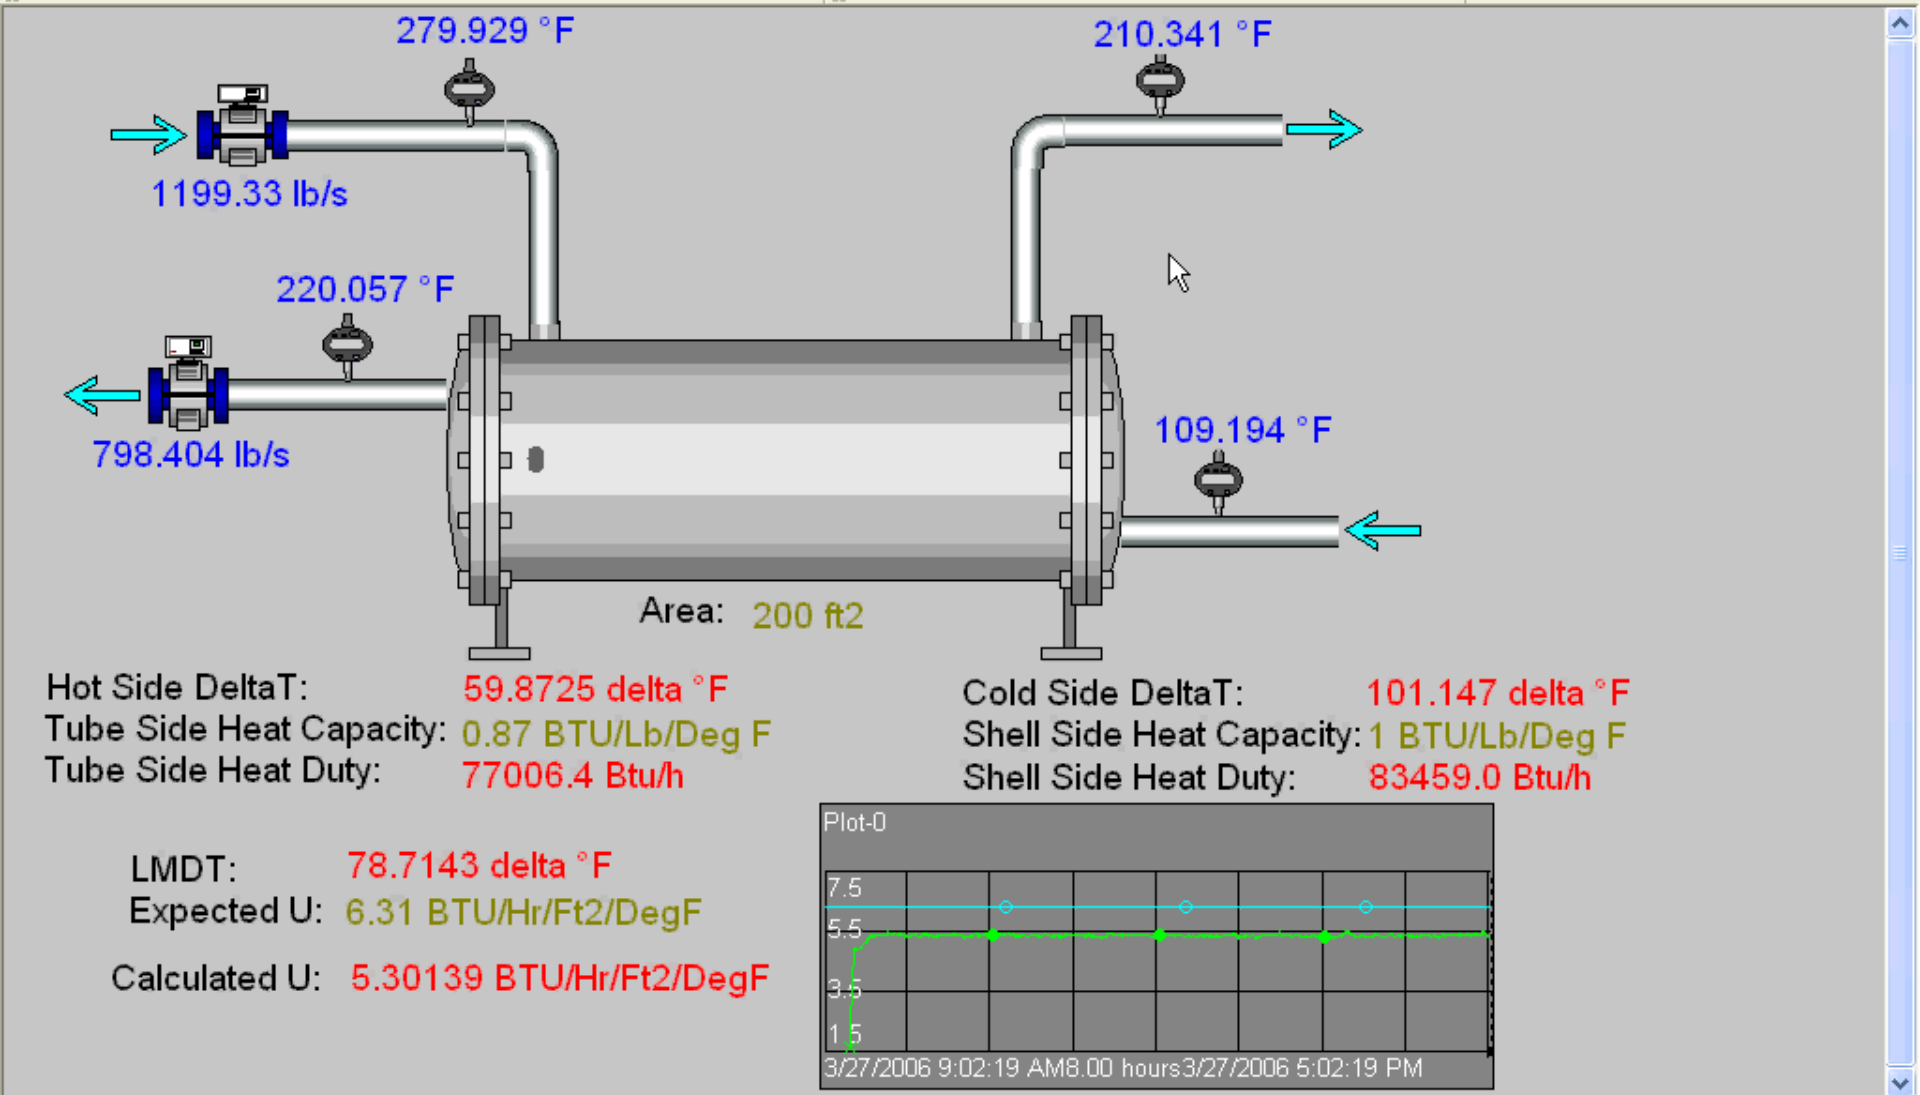 279.929 °F
210.341 °F
1199.33 lb/s
220.057 °F
109.194 °F
798.404 lb/s
Area: 200 ft2
Hot Side DeltaT: 59.8725 delta °F
Tube Side Heat Capacity: 0.87 BTU/Lb/Deg F
Tube Side Heat Duty: 77006.4 Btu/h
Cold Side DeltaT: 101.147 delta °F
Shell Side Heat Capacity: 1 BTU/Lb/Deg F
Shell Side Heat Duty: 83459.0 Btu/h
LMDT: 78.7143 delta °F
Expected U: 6.31 BTU/Hr/Ft2/DegF
Calculated U: 5.30139 BTU/Hr/Ft2/DegF
Plot-0
7.5
5.5
3.5
1.5
3/27/2006 9:02:19 AM8.00 hours3/27/2006 5:02:19 PM